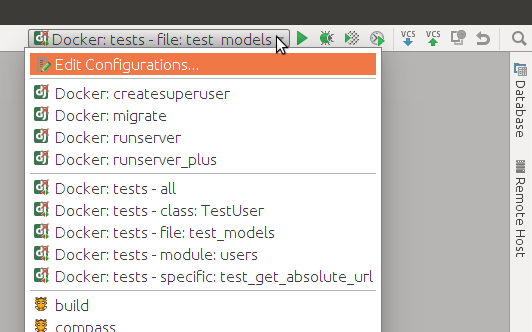 Docker: tests - file: test_models
VCS
VCS
Edit Configurations...
Docker: createsuperuser
Docker: migrate
Docker: runserver
Docker: runserver_plus
Docker: tests - all
Docker: tests - class: TestUser
Docker: tests - file: test_models
Docker: tests - module: users
Docker: tests - specific: test_get_absolute_url
build
compass
Database
Remote Host